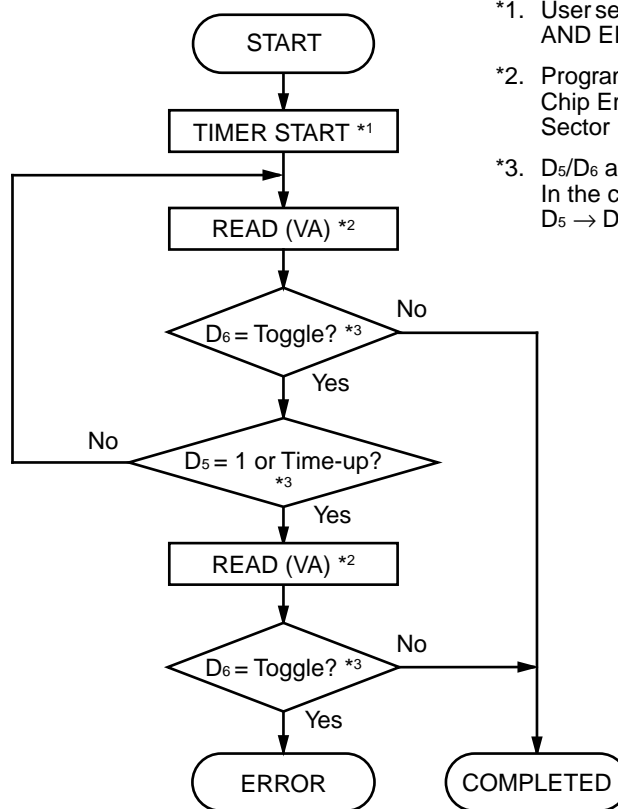 START
TIMER START *1
READ (VA) *2
D6 = Toggle? *3
No
Yes
D5 = 1 or Time-up?
*3
No
Yes
READ (VA) *2
D6 = Toggle? *3
No
Yes
ERROR
COMPLETED
*1. User
AND
*2.
Chip
Sector
*3. D5/D6
In the
D5 →